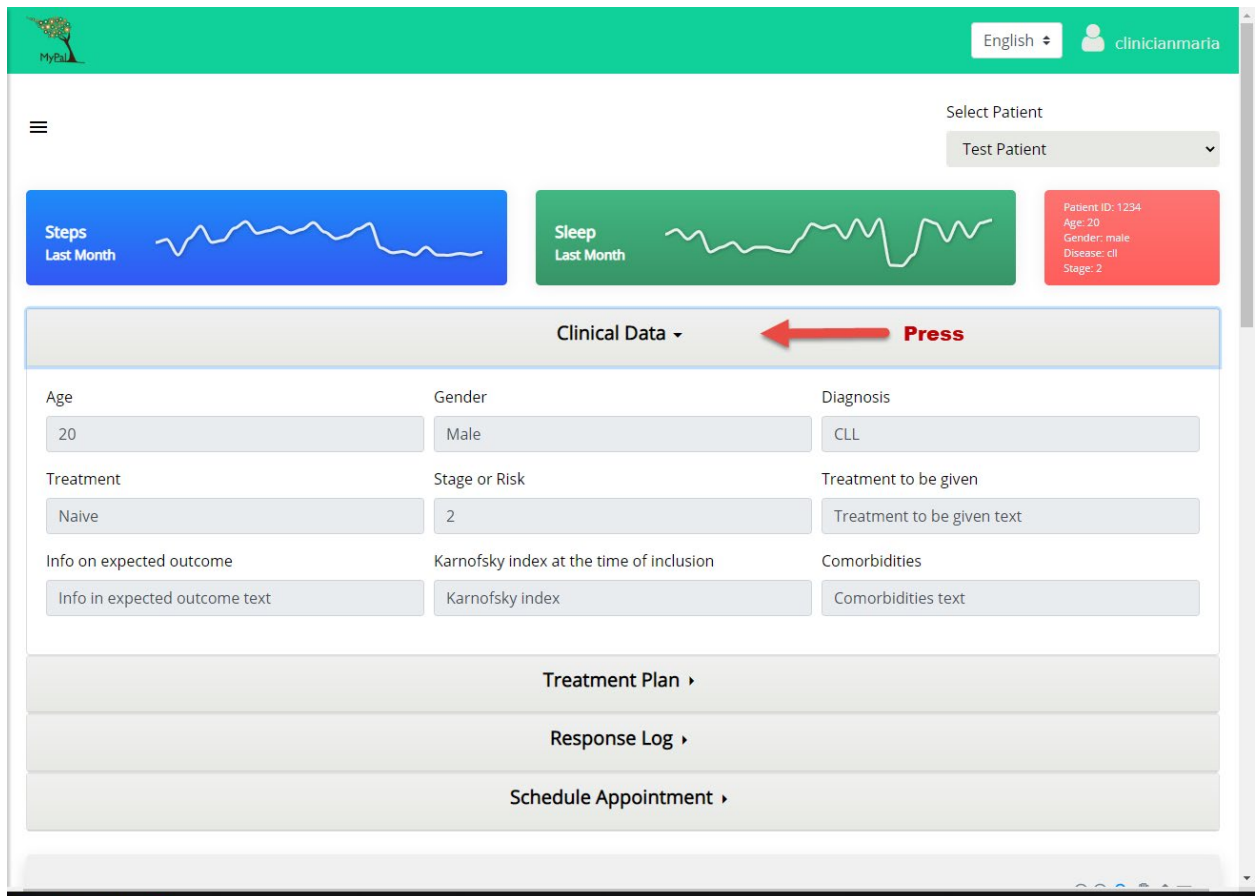 MyPal
English
clinicianmaria
Select Patient
Test Patient
Steps
Last Month
Sleep
Last Month
Patient ID: 1234
Age: 20
Gender: male
Disease: cll
Stage: 2
Clinical Data
Press
Age
Gender
Diagnosis
20
Male
CLL
Treatment
Stage or Risk
Treatment to be given
Naive
2
Treatment to be given text
Info on expected outcome
Karnofsky index at the time of inclusion
Comorbidities
Info in expected outcome text
Karnofsky index
Comorbidities text
Treatment Plan
Response Log
Schedule Appointment